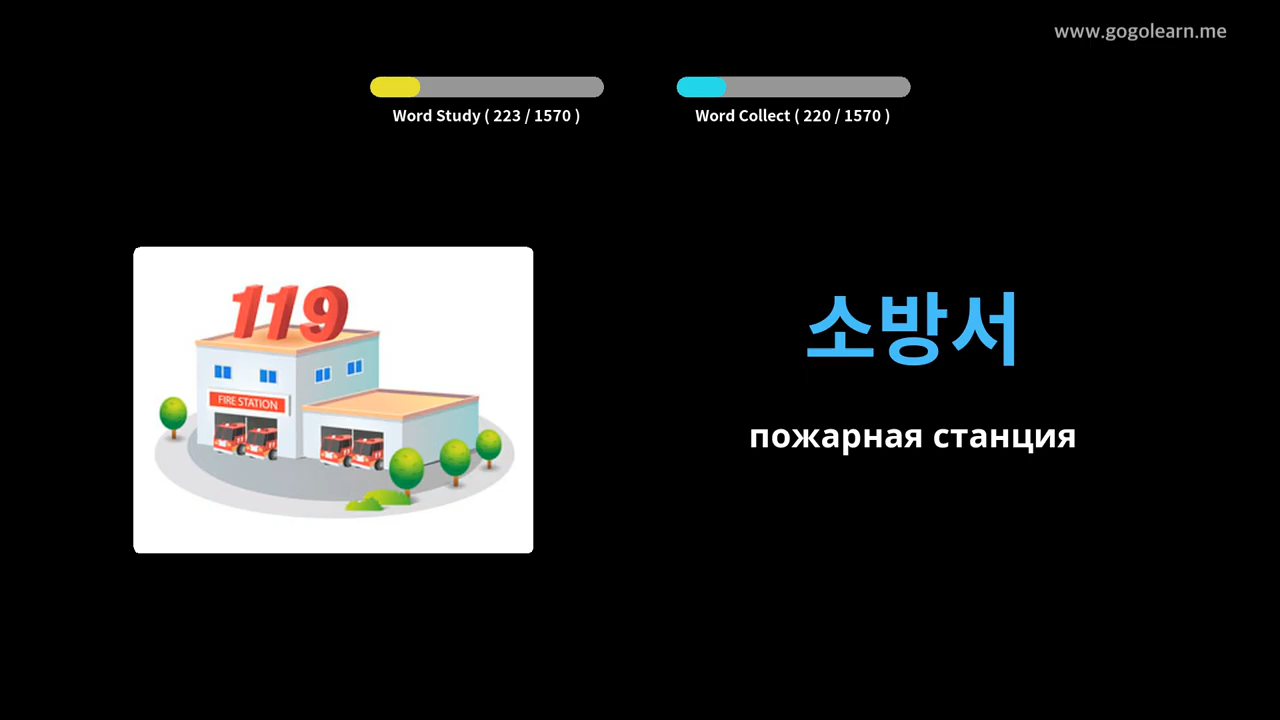 www.gogolearn.me
Word Study ( 223 / 1570 )
Word Collect ( 220 / 1570 )
119
FIRE STATION
소방서
пожарная станция